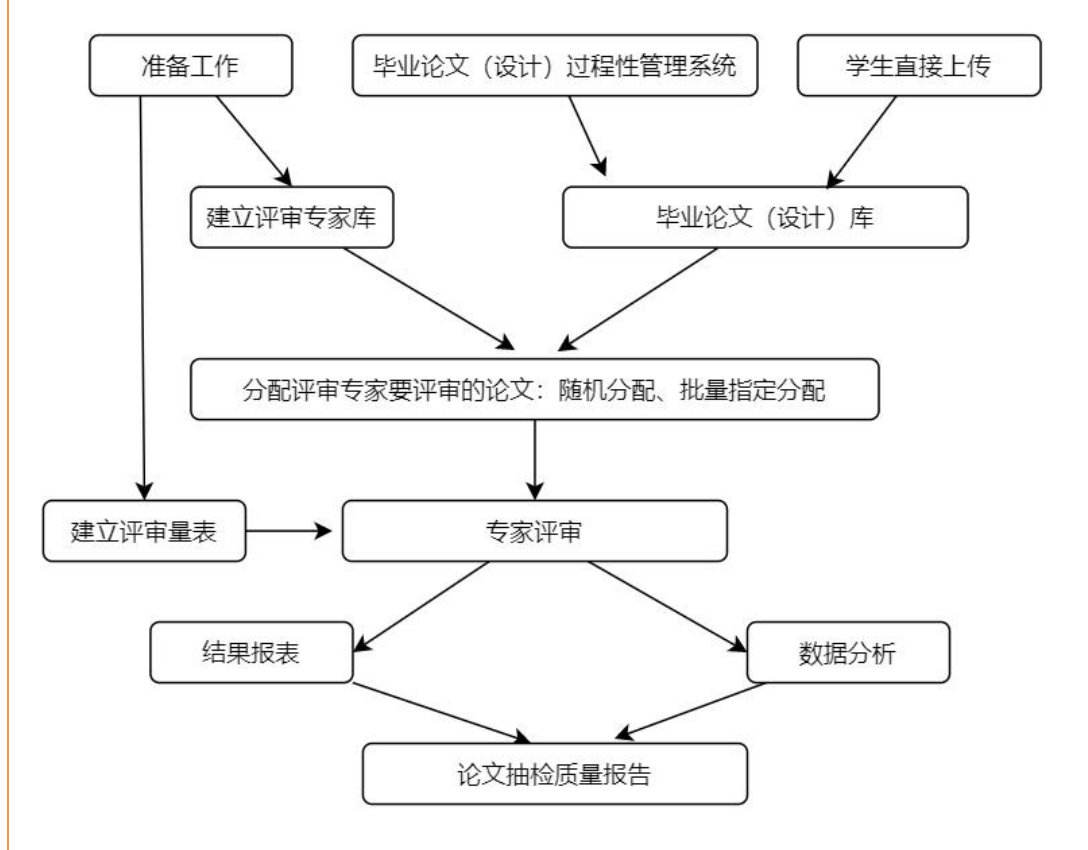 准备工作
毕业论文（设计）过程性管理系统
学生直接上传
建立评审专家库
毕业论文（设计）库
分配评审专家要评审的论文：随机分配、批量指定分配
建立评审量表
专家评审
结果报表
数据分析
论文抽检质量报告